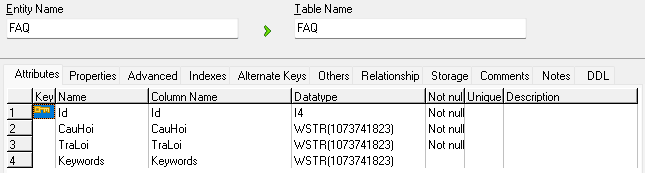 Entity Name Table Name
FAQ FAQ
Attributes Properties Advanced Indexes Alternate Keys Others Relationship Storage Comments Notes DDL
Key Name Column Name Datatype Not nul Unique Description
1 Id Id I4 Not null
2 CauHoi CauHoi WSTR(1073741823) Not null
3 TraLoi TraLoi WSTR(1073741823) Not null
4 Keywords Keywords WSTR(1073741823)